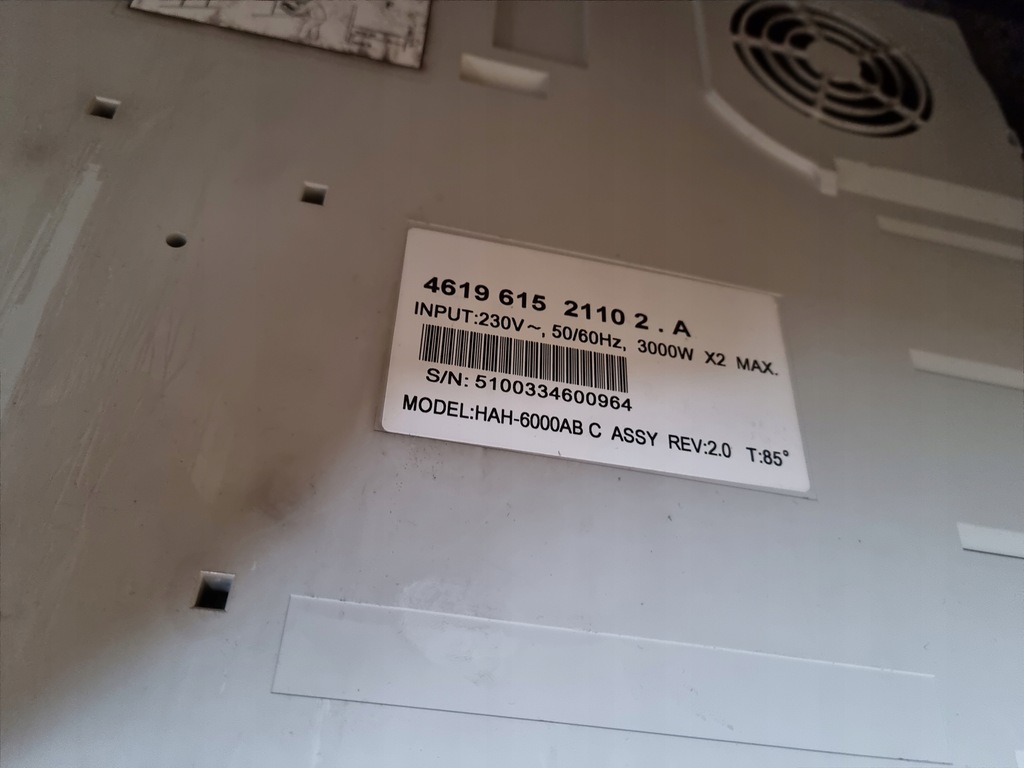 4619 615 2110 2 . A
INPUT:230V~, 50/60Hz, 3000W X2 MAX.
S/N: 5100334600964
MODEL:HAH-6000AB C ASSY REV:2.0 T:85°